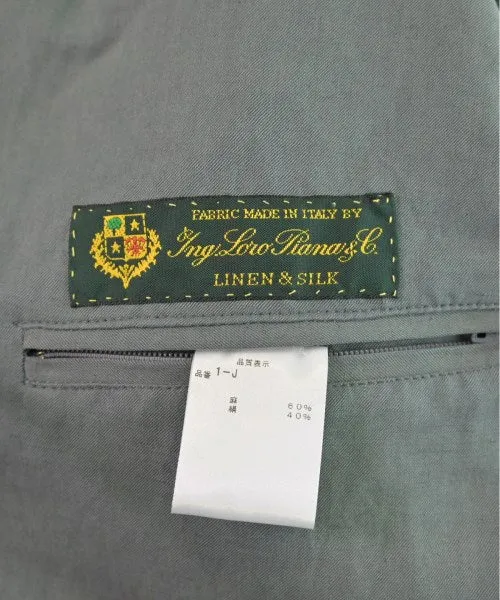 FABRIC MADE IN ITALY BY
Ing. Loro Piana & C.
LINEN & SILK
品質表示
品番 1-J
麻 60%
絹 40%